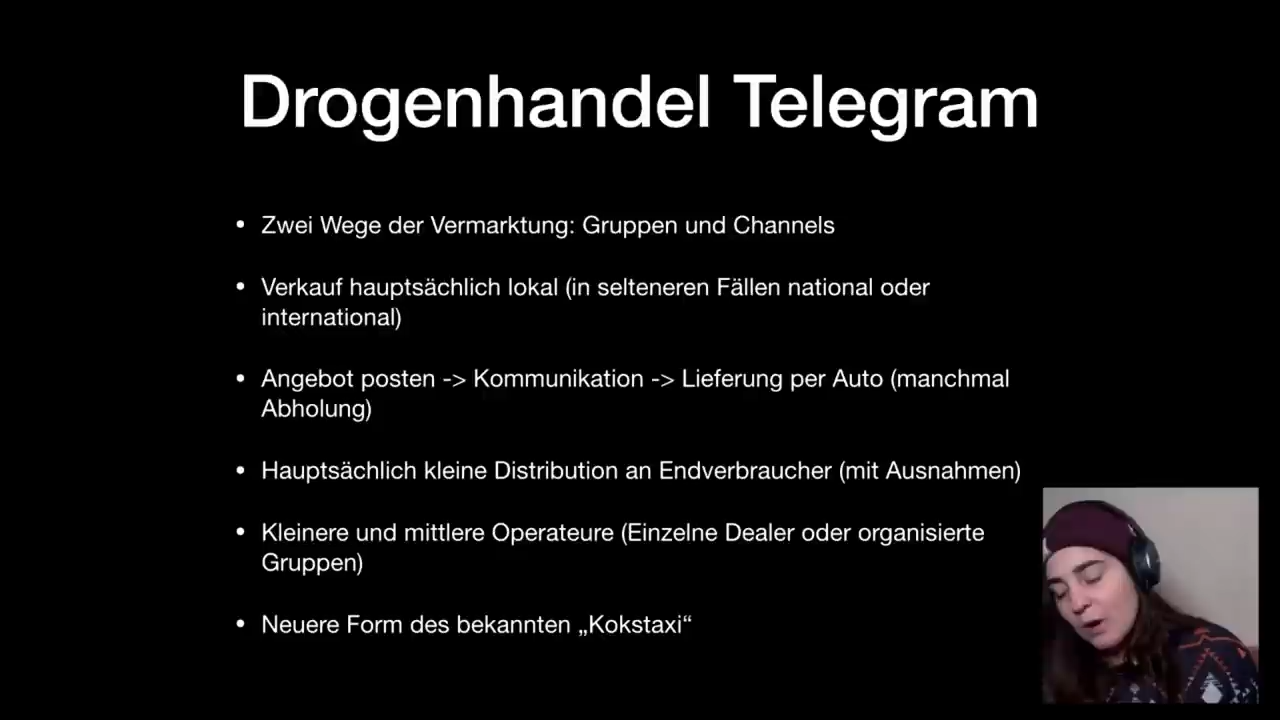 Drogenhandel Telegram
• Zwei Wege der Vermarktung: Gruppen und Channels
• Verkauf hauptsächlich lokal (in selteneren Fällen national oder
international)
• Angebot posten -> Kommunikation -> Lieferung per Auto (manchmal
Abholung)
• Hauptsächlich kleine Distribution an Endverbraucher (mit Ausnahmen)
• Kleinere und mittlere Operateure (Einzelne Dealer oder organisierte
Gruppen)
• Neuere Form des bekannten „Kokstaxi“